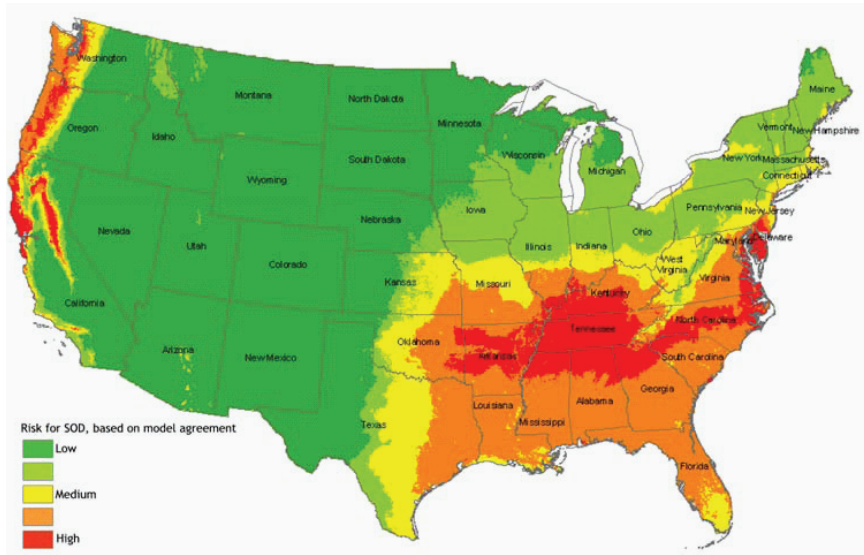 Washington
Montana
North Dakota
Minnesota
Maine
Oregon
Idaho
South Dakota
Wisconsin
Michigan
Vermont
New Hampshire
New York
Massachusetts
Connecticut
Wyoming
Nebraska
Iowa
Pennsylvania
New Jersey
Nevada
Utah
Colorado
Kansas
Illinois
Indiana
Ohio
Maryland
Delaware
West
Virginia
Virginia
Missouri
Kentucky
California
Arizona
New Mexico
Oklahoma
Arkansas
Tennessee
North Carolina
South Carolina
Texas
Louisiana
Mississippi
Alabama
Georgia
Florida
Risk for SOD, based on model agreement
Low
Medium
High